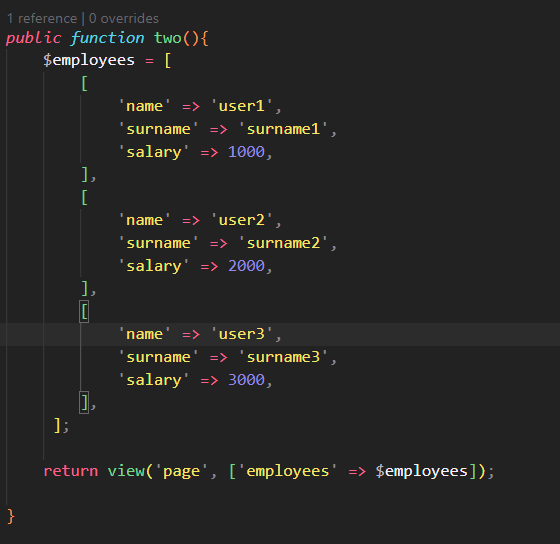 1 reference | 0 overrides
public function two(){
$employees = [
[
'name' => 'user1',
'surname' => 'surname1',
'salary' => 1000,
],
[
'name' => 'user2',
'surname' => 'surname2',
'salary' => 2000,
],
[
'name' => 'user3',
'surname' => 'surname3',
'salary' => 3000,
],
];
return view('page', ['employees' => $employees]);
}